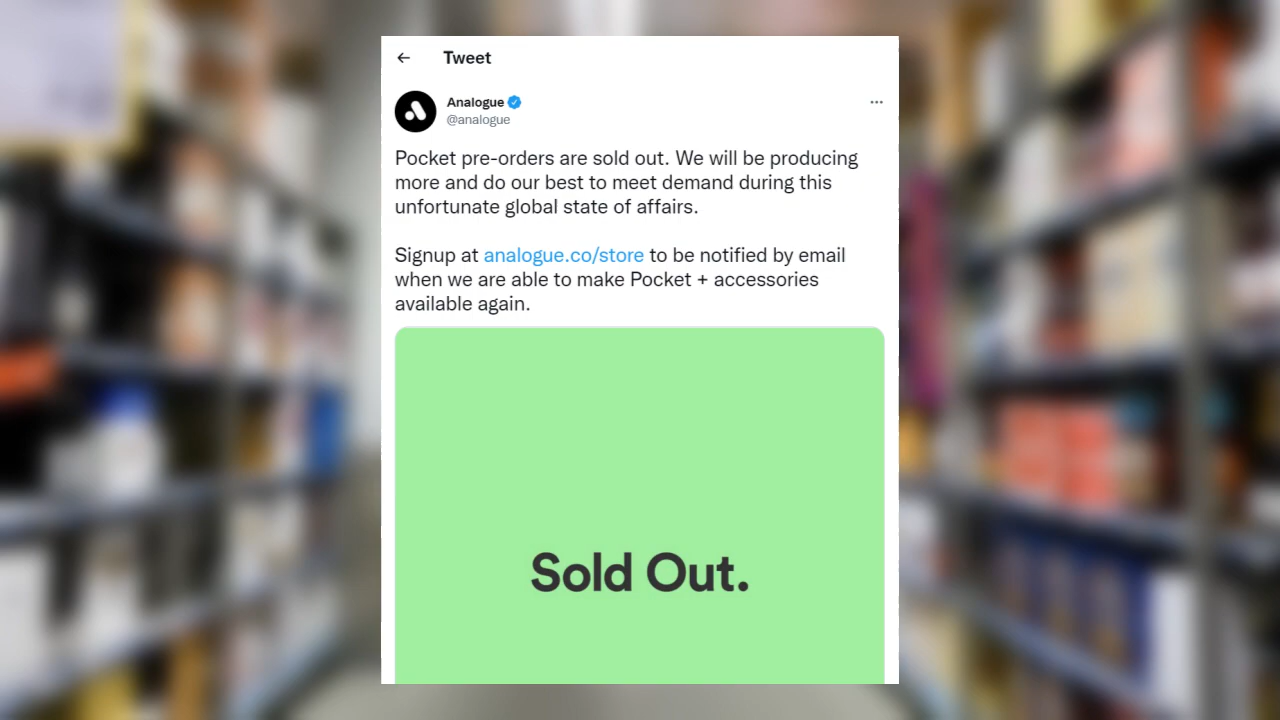 Tweet
Analogue
@analogue
Pocket pre-orders are sold out. We will be producing
more and do our best to meet demand during this
unfortunate global state of affairs.
Signup at analogue.co/store to be notified by email
when we are able to make Pocket + accessories
available again.
Sold Out.